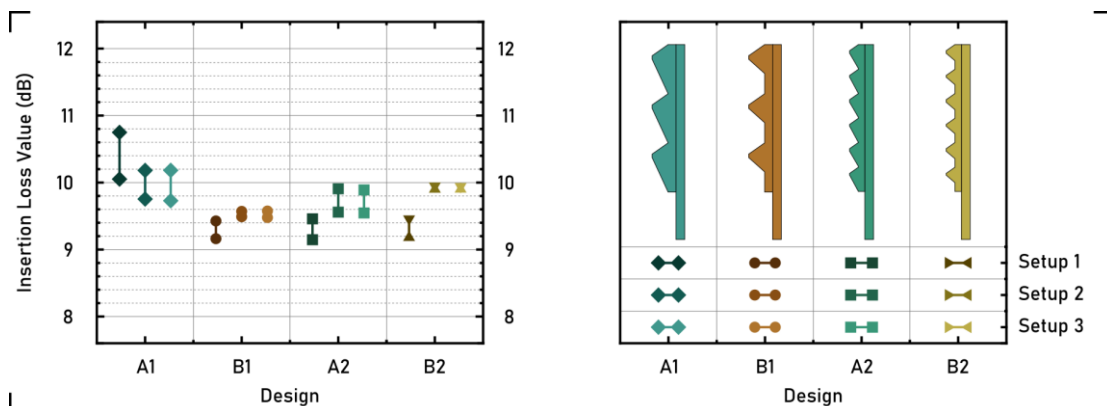 Insertion Loss Value (dB)
12
11
10
9
8
12
11
10
9
8
A1 B1 A2 B2
Design
Setup 1
Setup 2
Setup 3
A1 B1 A2 B2
Design